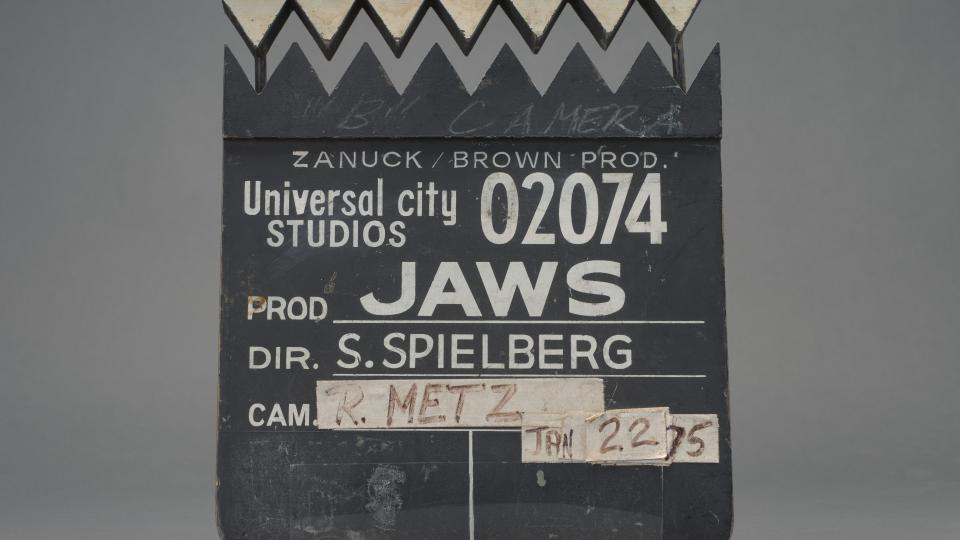 "B" CAMERA
ZANUCK / BROWN PROD.
Universal city
STUDIOS
02074
PROD JAWS
DIR. S. SPIELBERG
CAM. R. METZ
JAN 22 75